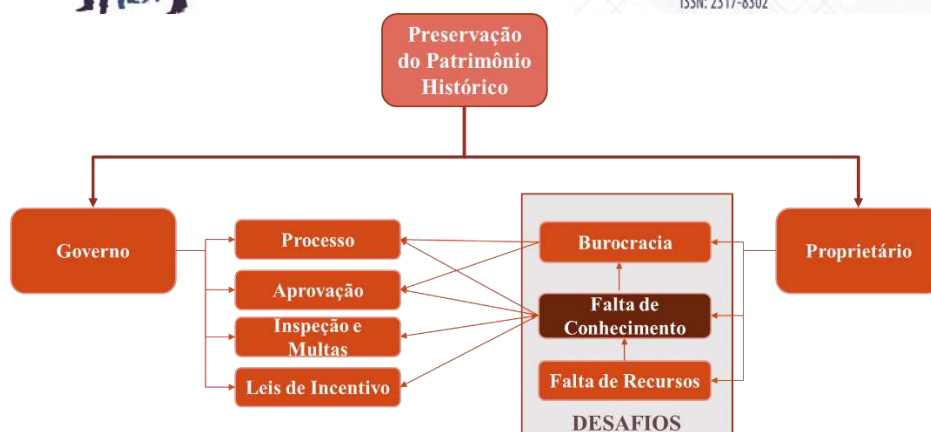 ISSN: 2317-8302
Preservação
do Patrimônio
Histórico
Governo
Processo
Aprovação
Inspeção e
Multas
Leis de Incentivo
Burocracia
Falta de
Conhecimento
Falta de Recursos
DESAFIOS
Proprietário